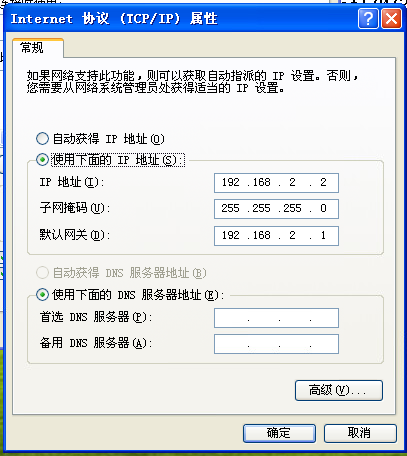 Internet 协议 (TCP/IP) 属性
常规
如果网络支持此功能，则可以获取自动指派的 IP 设置。否则，
您需要从网络系统管理员处获得适当的 IP 设置。
自动获得 IP 地址(O)
使用下面的 IP 地址(S):
IP 地址(I):
192 .168 . 2 . 2
子网掩码(U):
255 .255 .255 . 0
默认网关(D):
192 .168 . 2 . 1
自动获得 DNS 服务器地址(B)
使用下面的 DNS 服务器地址(E):
首选 DNS 服务器(P):
. . .
备用 DNS 服务器(A):
. . .
高级(V)...
确定
取消